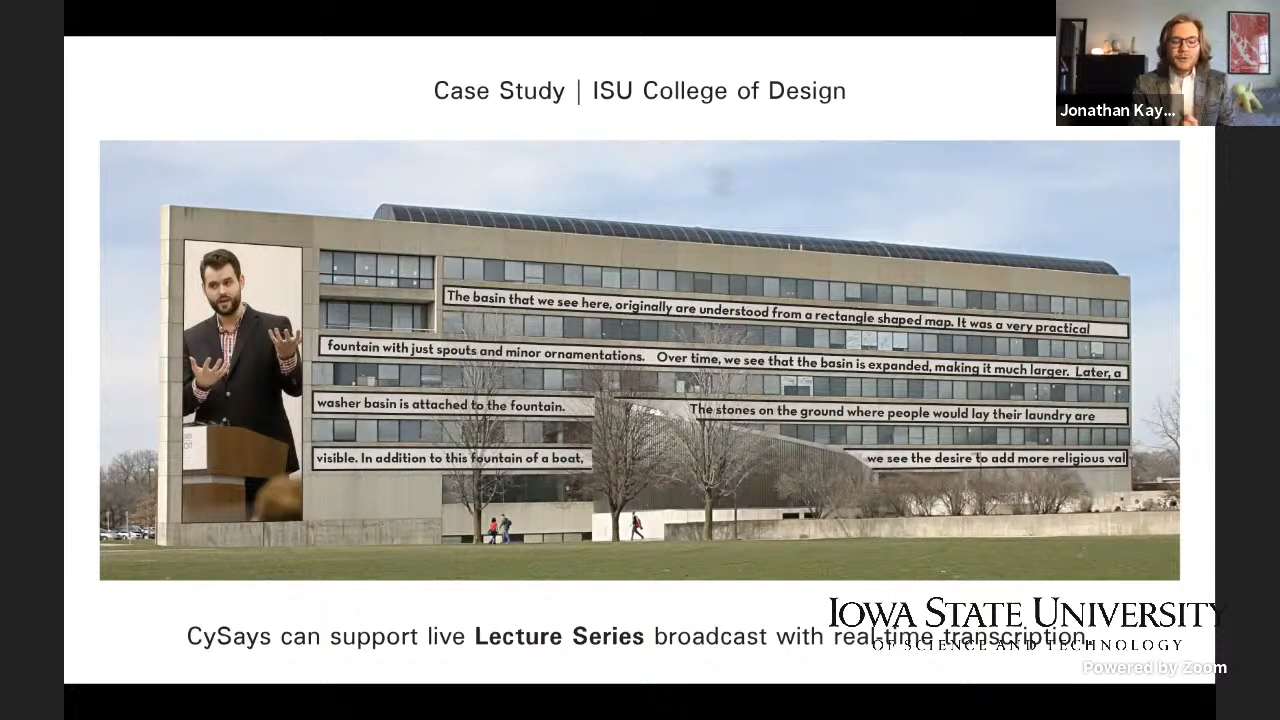 Case Study | ISU College of Design
Jonathan Kay...
The basin that we see here, originally are understood from a rectangle shaped map. It was a very practical
fountain with just spouts and minor ornamentations. Over time, we see that the basin is expanded, making it much larger. Later, a
washer basin is attached to the fountain. The stones on the ground where people would lay their laundry are
visible. In addition to this fountain of a boat, we see the desire to add more religious val
IOWA STATE UNIVERSITY
CySays can support live Lecture Series broadcast with real-time transcription.
OF SCIENCE AND TECHNOLOGY
Powered by Zoom